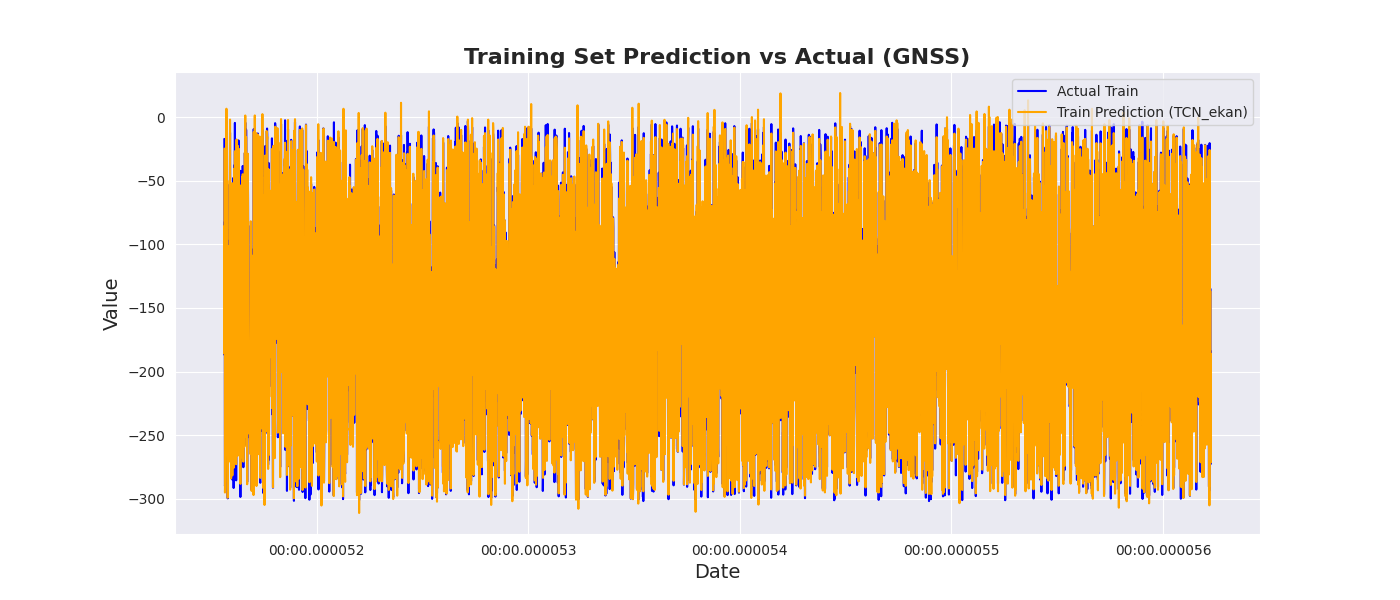 Training Set Prediction vs Actual (GNSS)
Actual Train
Train Prediction (TCN_ekan)
Value
0
−50
−100
−150
−200
−250
−300
00:00.000052 00:00.000053 00:00.000054 00:00.000055 00:00.000056
Date